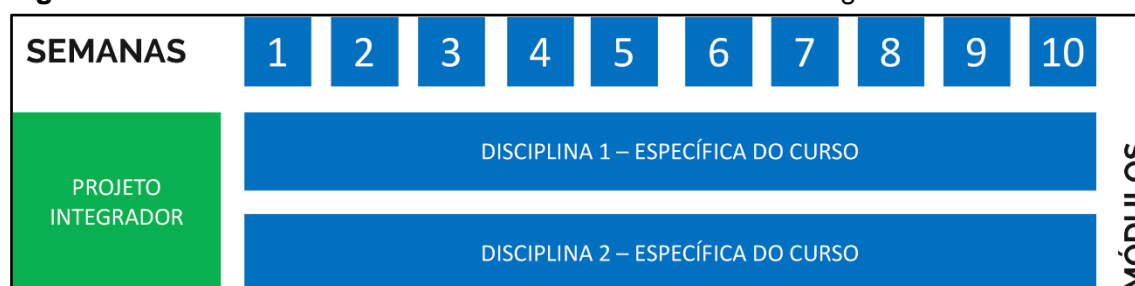 SEMANAS 1 2 3 4 5 6 7 8 9 10
DISCIPLINA 1 – ESPECÍFICA DO CURSO
PROJETO
INTEGRADOR
DISCIPLINA 2 – ESPECÍFICA DO CURSO
MÓDULOS